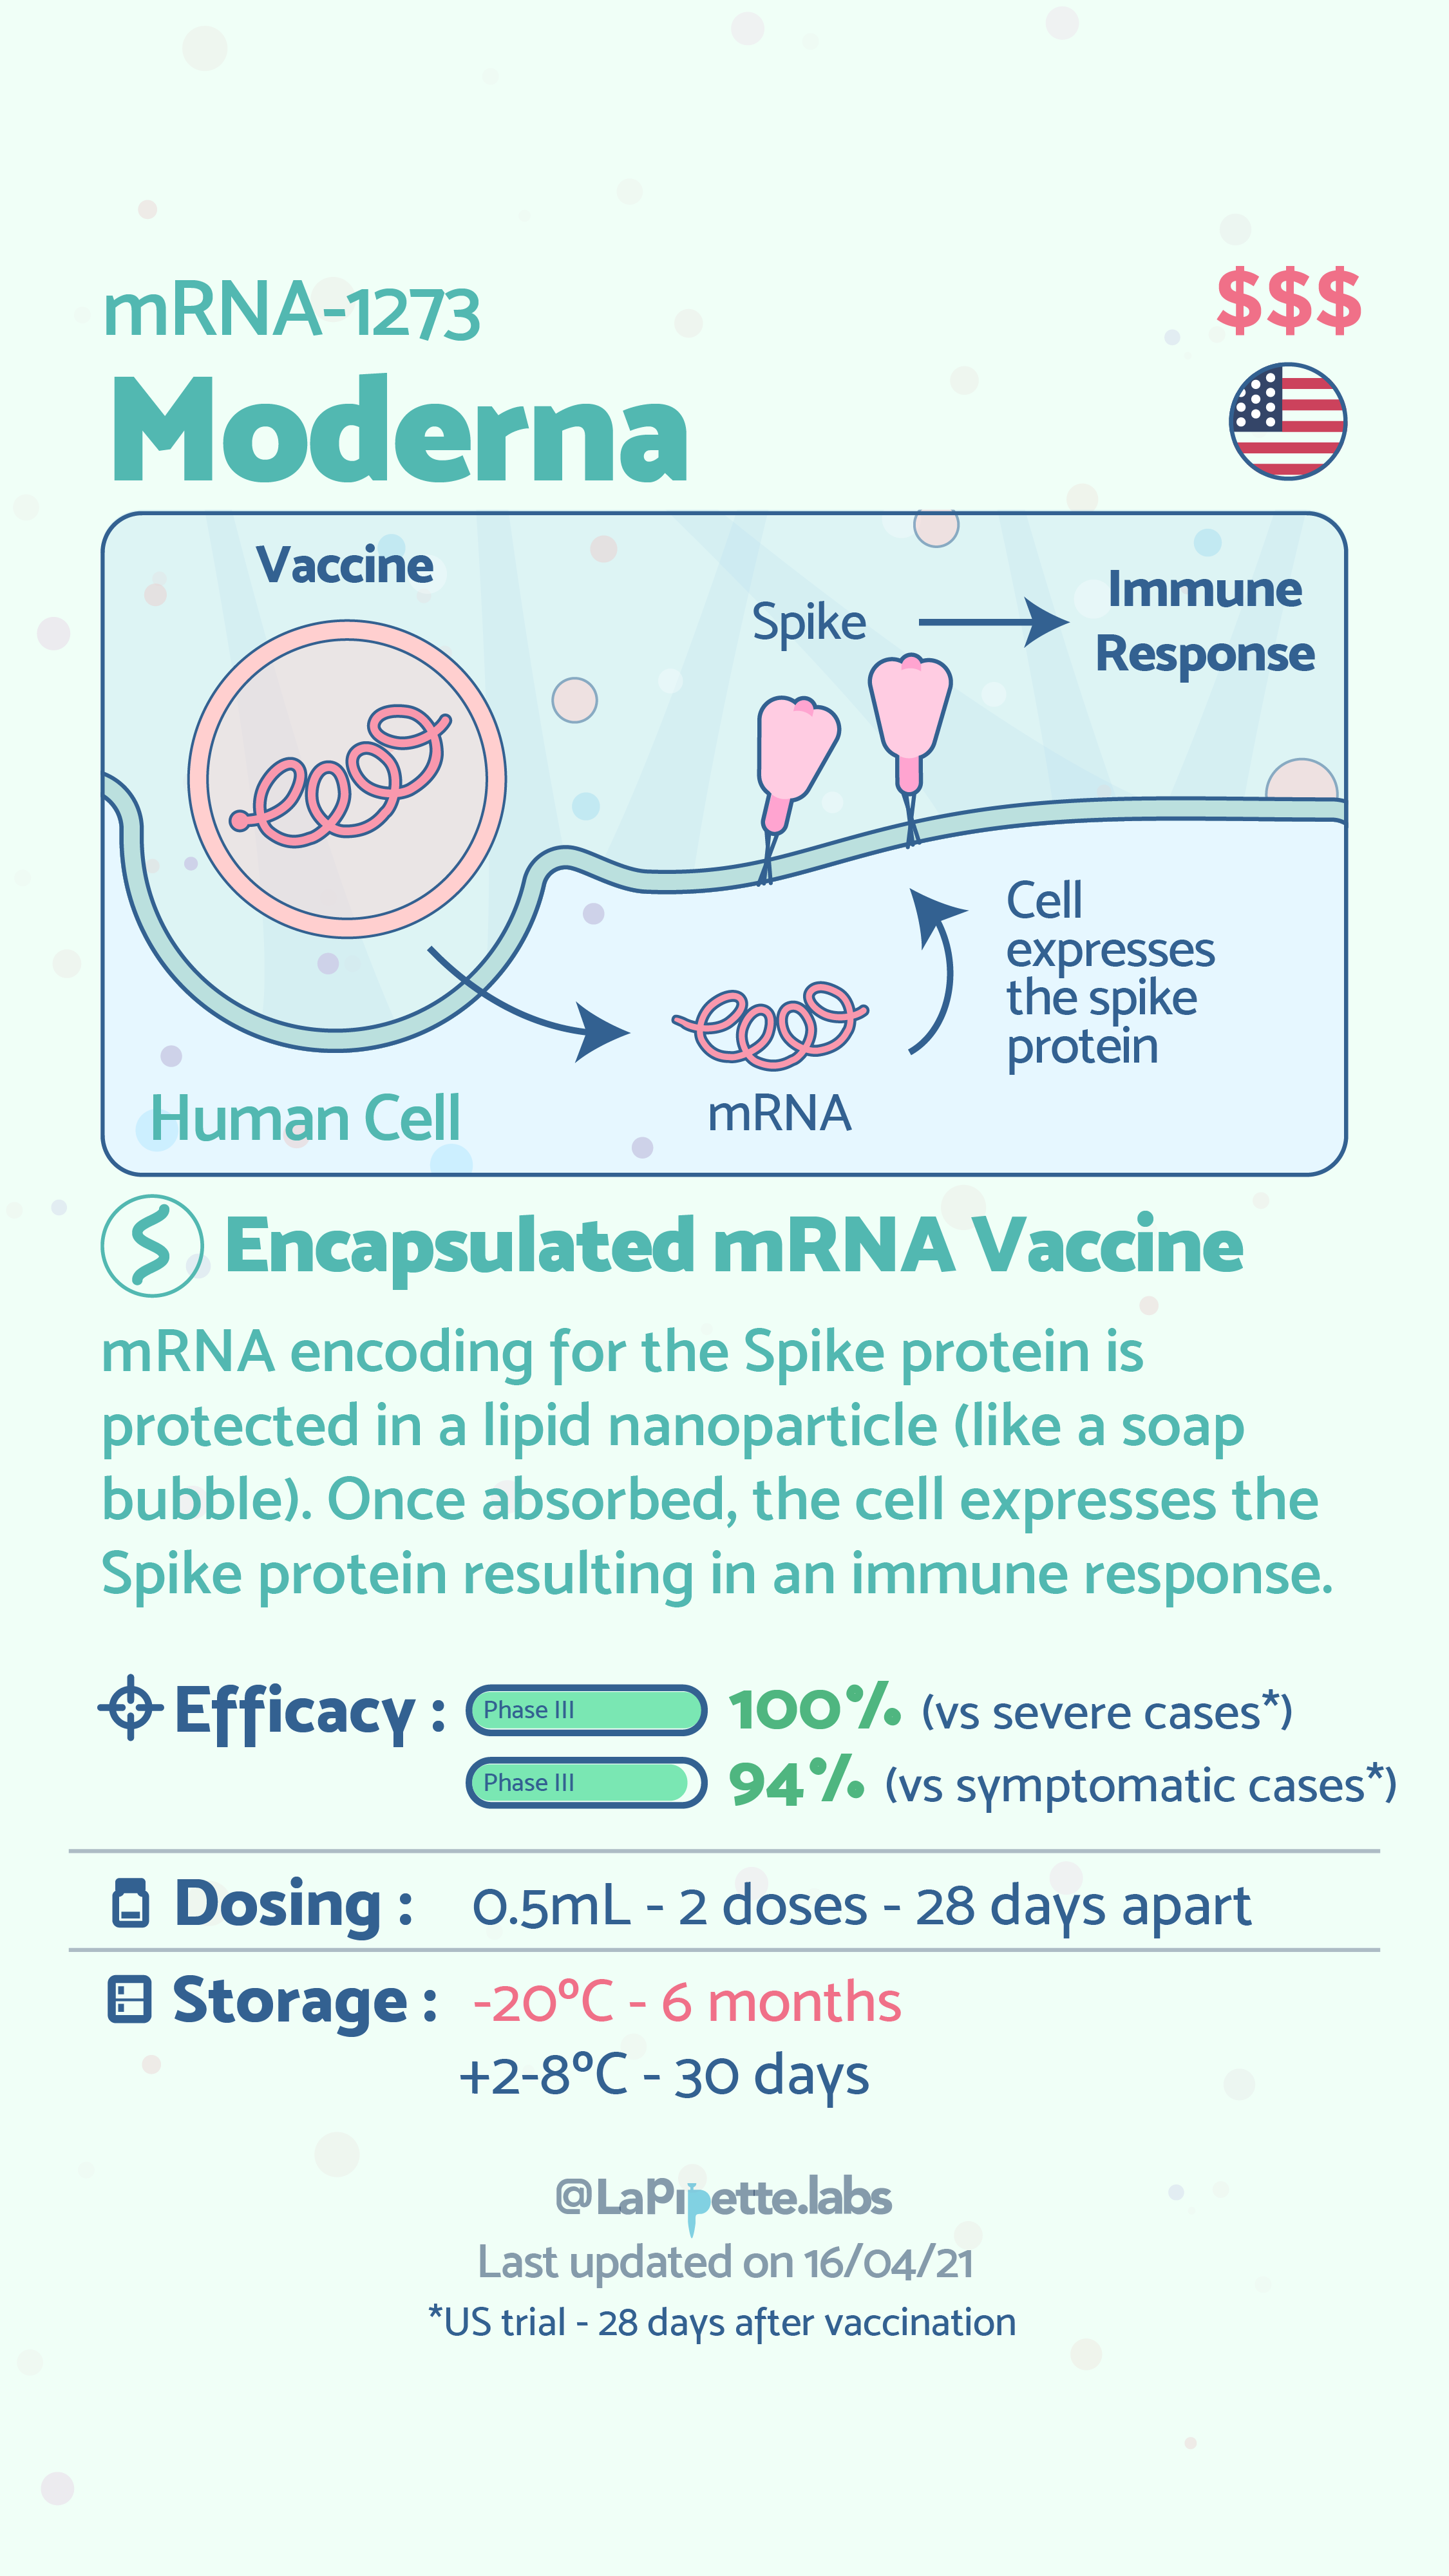 mRNA-1273
$$$
Moderna
Vaccine
Spike
Immune
Response
Cell
expresses
the spike
protein
mRNA
Human Cell
Encapsulated mRNA Vaccine
mRNA encoding for the Spike protein is
protected in a lipid nanoparticle (like a soap
bubble). Once absorbed, the cell expresses the
Spike protein resulting in an immune response.
Efficacy : Phase III 100% (vs severe cases*)
Phase III 94% (vs symptomatic cases*)
Dosing : 0.5mL - 2 doses - 28 days apart
Storage : -20ºC - 6 months
+2-8ºC - 30 days
@LaPipette.labs
Last updated on 16/04/21
*US trial - 28 days after vaccination